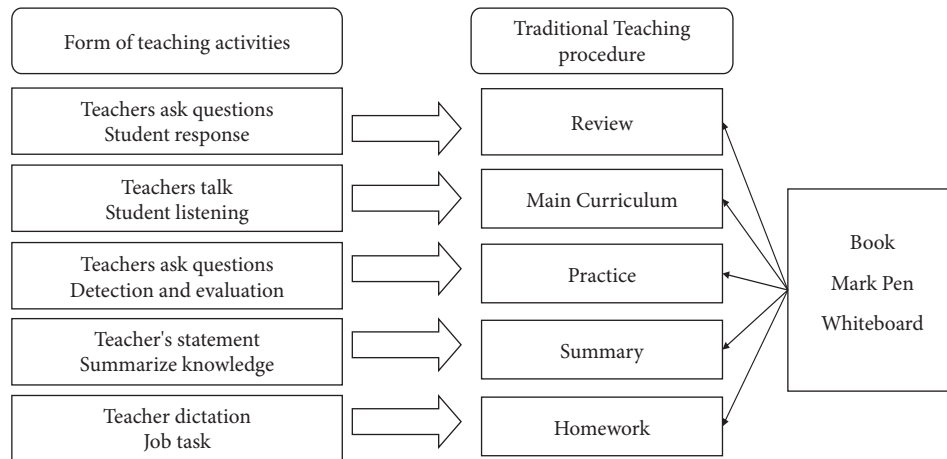 Form of teaching activities
Traditional Teaching
procedure
Teachers ask questions
Student response
Review
Teachers talk
Student listening
Main Curriculum
Teachers ask questions
Detection and evaluation
Practice
Teacher's statement
Summarize knowledge
Summary
Teacher dictation
Job task
Homework
Book
Mark Pen
Whiteboard